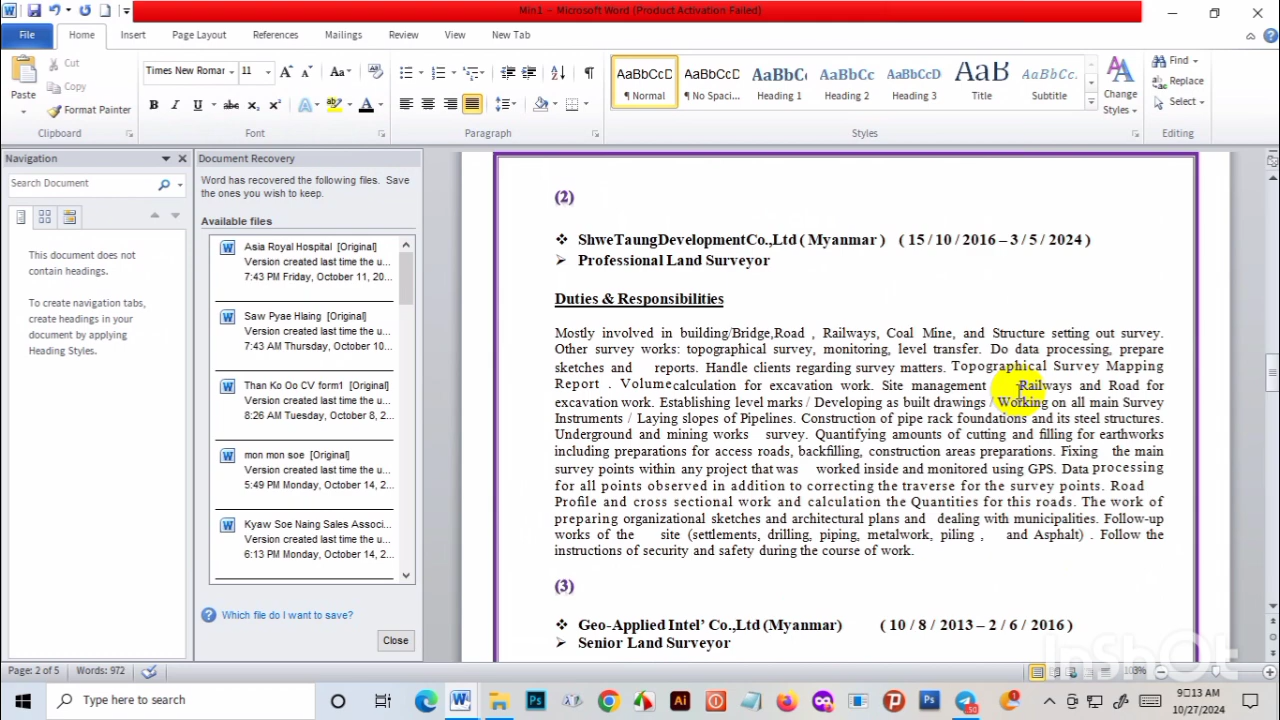 Min1 - Microsoft Word (Product Activation Failed)
File Home Insert Page Layout References Mailings Review View New Tab
Paste Cut Copy Format Painter
Times New Romar 11
AaBbCcD AaBbCcD AaBbCc AaBbCc AaBbCcD AaB AaBbCc.
¶ Normal ¶ No Spaci... Heading 1 Heading 2 Heading 3 Title Subtitle
Change Styles
Find Replace Select
Clipboard Font Paragraph Styles Editing
Navigation
Search Document
This document does not
contain headings.
To create navigation tabs,
create headings in your
document by applying
Heading Styles.
Document Recovery
Word has recovered the following files. Save
the ones you wish to keep.
Available files
Asia Royal Hospital [Original]
Version created last time the u...
7:43 PM Friday, October 11, 20...
Saw Pyae Hlaing [Original]
Version created last time the u...
7:43 AM Thursday, October 10...
Than Ko Oo CV form1 [Original]
Version created last time the u...
8:26 AM Tuesday, October 8, 2...
mon mon soe [Original]
Version created last time the u...
5:49 PM Monday, October 14, 2...
Kyaw Soe Naing Sales Associ...
Version created last time the u...
6:13 PM Monday, October 14, 2...
Which file do I want to save?
Close
(2)
❖ ShweTaungDevelopmentCo.,Ltd ( Myanmar ) ( 15 / 10 / 2016 – 3 / 5 / 2024 )
➢ Professional Land Surveyor
Duties & Responsibilities
Mostly involved in building/Bridge,Road , Railways, Coal Mine, and Structure setting out survey.
Other survey works: topographical survey, monitoring, level transfer. Do data processing, prepare
sketches and reports. Handle clients regarding survey matters. Topographical Survey Mapping
Report . Volumecalculation for excavation work. Site management Railways and Road for
excavation work. Establishing level marks / Developing as built drawings / Working on all main Survey
Instruments / Laying slopes of Pipelines. Construction of pipe rack foundations and its steel structures.
Underground and mining works survey. Quantifying amounts of cutting and filling for earthworks
including preparations for access roads, backfilling, construction areas preparations. Fixing the main
survey points within any project that was worked inside and monitored using GPS. Data processing
for all points observed in addition to correcting the traverse for the survey points. Road
Profile and cross sectional work and calculation the Quantities for this roads. The work of
preparing organizational sketches and architectural plans and dealing with municipalities. Follow-up
works of the site (settlements, drilling, piping, metalwork, piling , and Asphalt) . Follow the
instructions of security and safety during the course of work.
(3)
❖ Geo-Applied Intel’ Co.,Ltd (Myanmar) ( 10 / 8 / 2013 – 2 / 6 / 2016 )
➢ Senior Land Surveyor
InShOt
Page: 2 of 5 Words: 972 103%
Type here to search
9:13 AM
10/27/2024